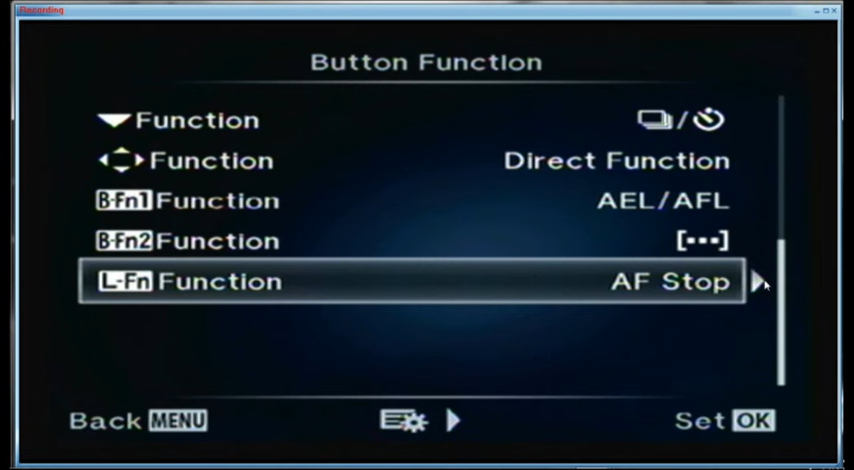 Recording
Button Function
Function
Function Direct Function
B-Fn1 Function AEL/AFL
B-Fn2 Function [···]
L-Fn Function AF Stop
Back MENU Set OK